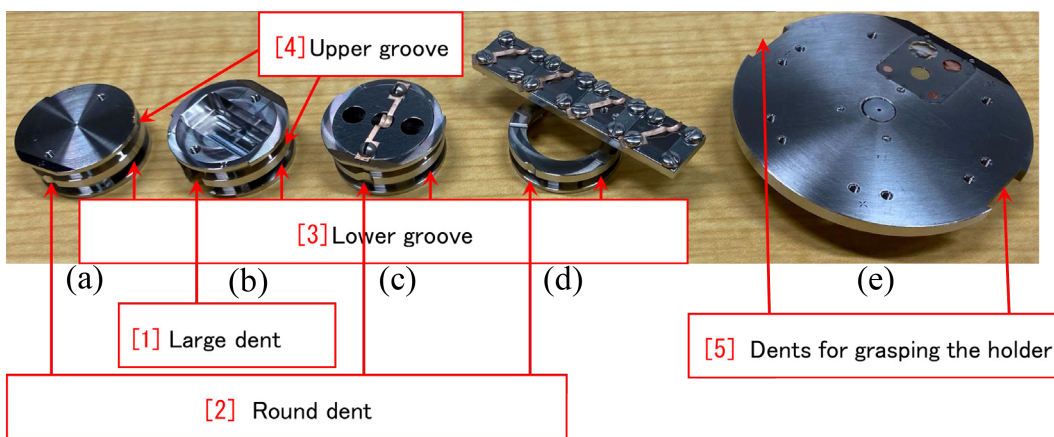 [4] Upper groove
[3] Lower groove
(a)
(b)
(c)
(d)
(e)
[1] Large dent
[5] Dents for grasping the holder
[2] Round dent